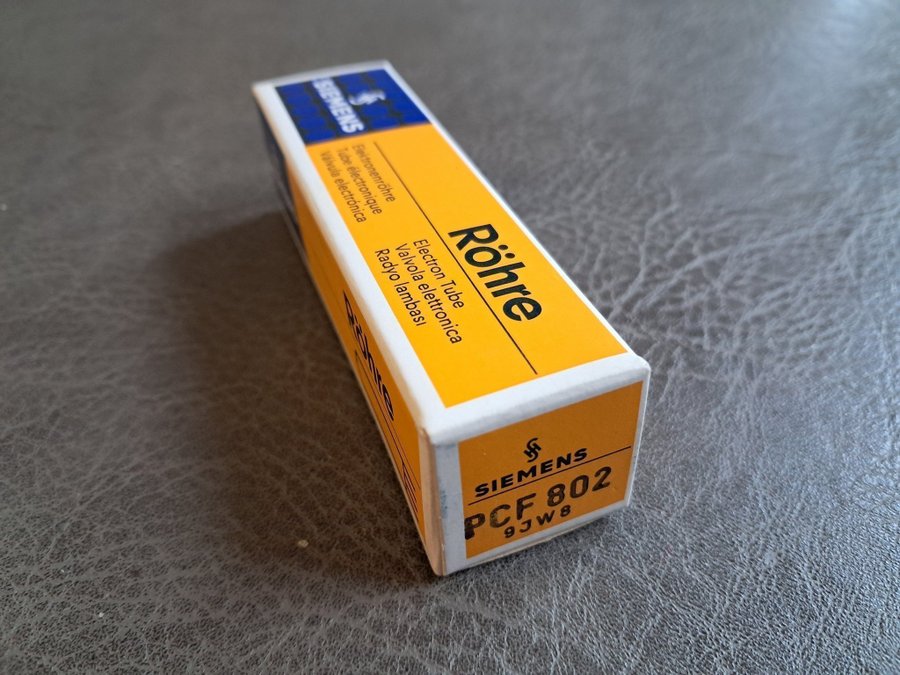 SIEMENS
Elektronenröhre
Tube électronique
Válvula electrónica
Röhre
Electron Tube
Valvola elettronica
Radyo lambası
Röhre
SIEMENS
PCF 802
9JW8